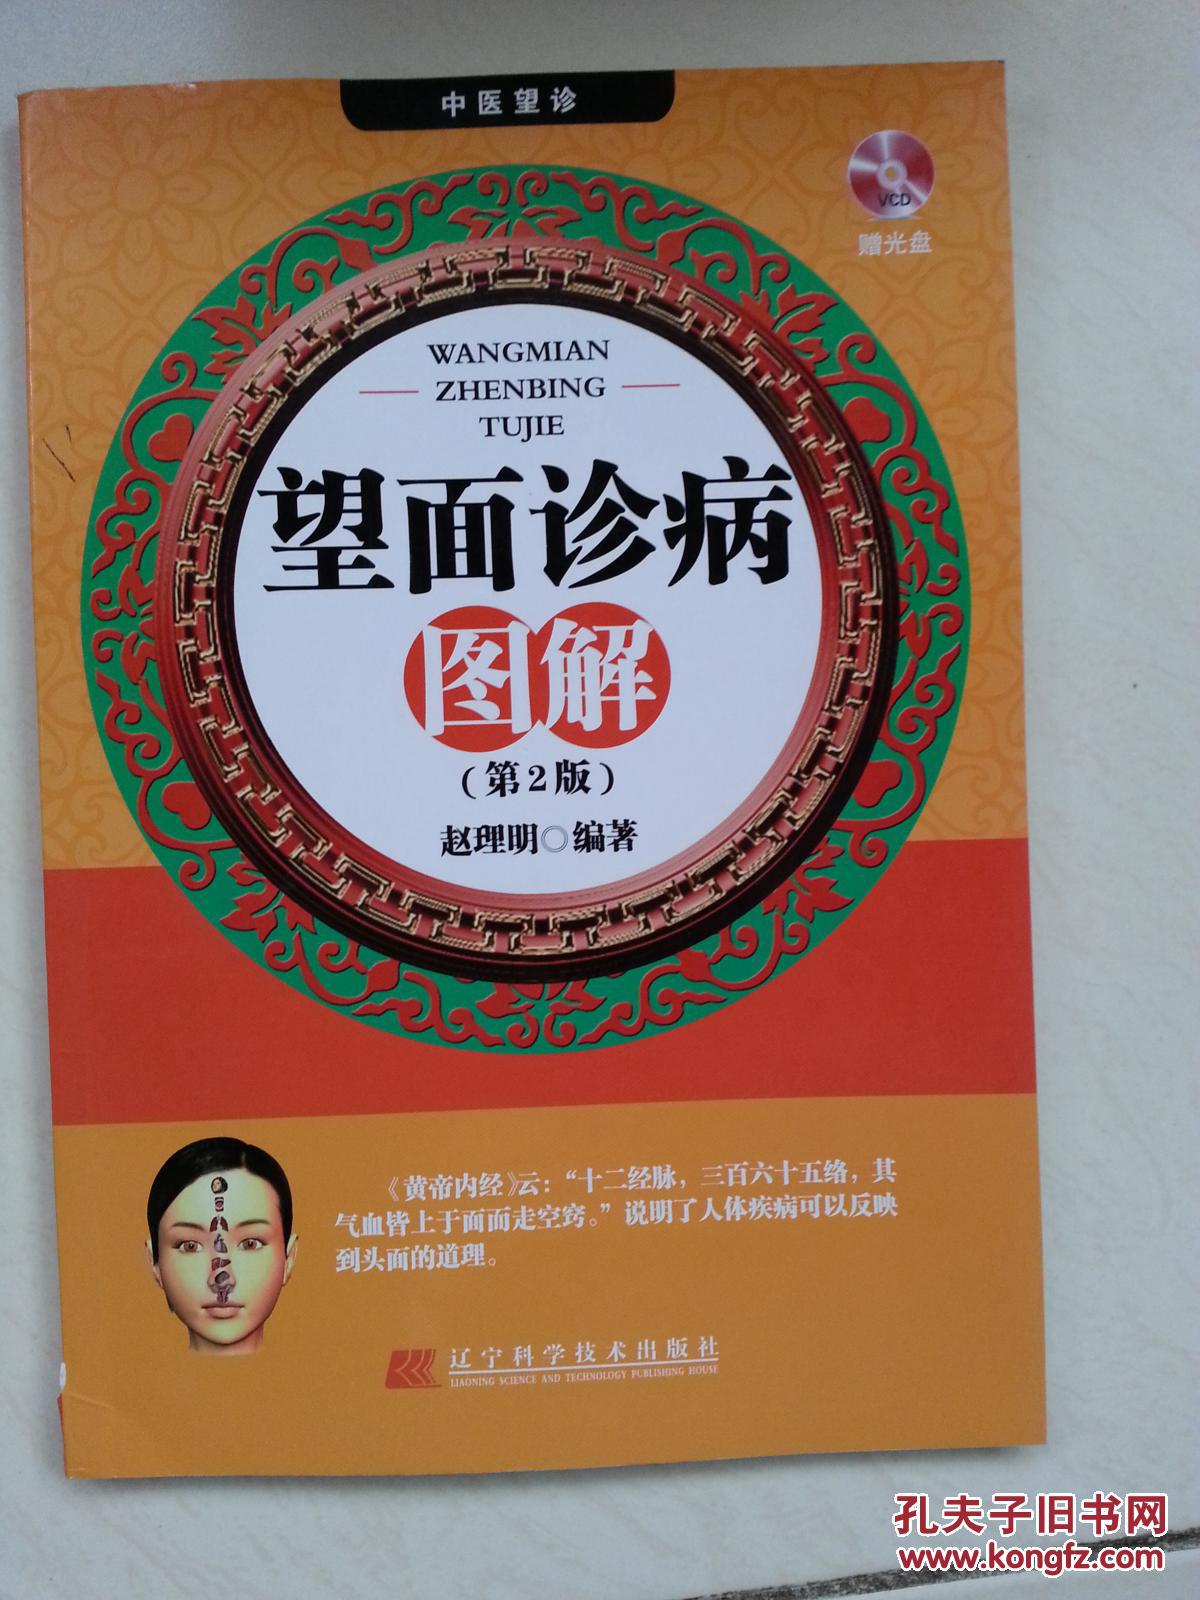 中医望诊
VCD
赠光盘
WANGMIAN
ZHENBING
TUJIE
望面诊病
图解
(第2版)
赵理明◎编著
《黄帝内经》云：“十二经脉，三百六十五络，其
气血皆上于面而走空窍。”说明了人体疾病可以反映
到头面的道理。
辽宁科学技术出版社
LIAONING SCIENCE AND TECHNOLOGY PUBLISHING HOUSE
孔夫子旧书网
www.kongfz.com